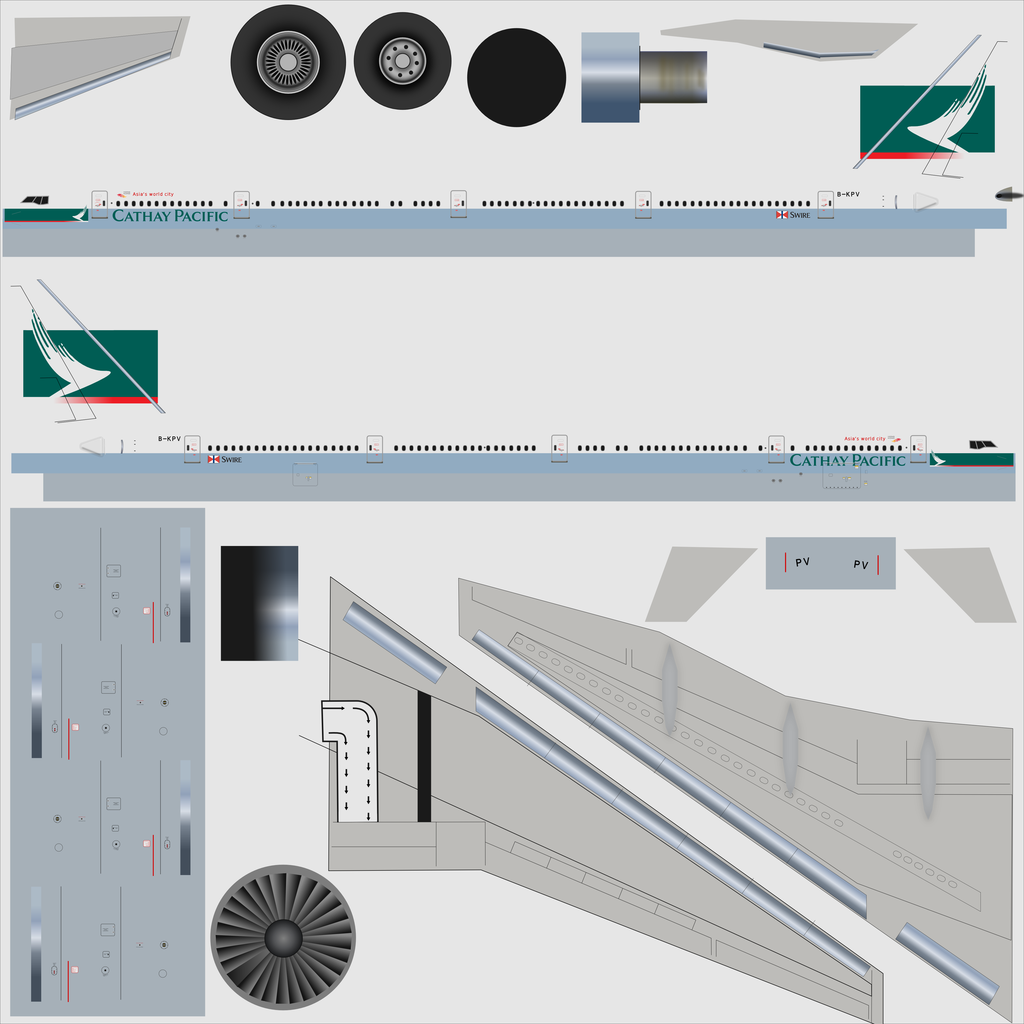 Asia's world city
B-KPV
CATHAY PACIFIC
SWIRE
B-KPV
Asia's world city
SWIRE
CATHAY PACIFIC
PV
PV